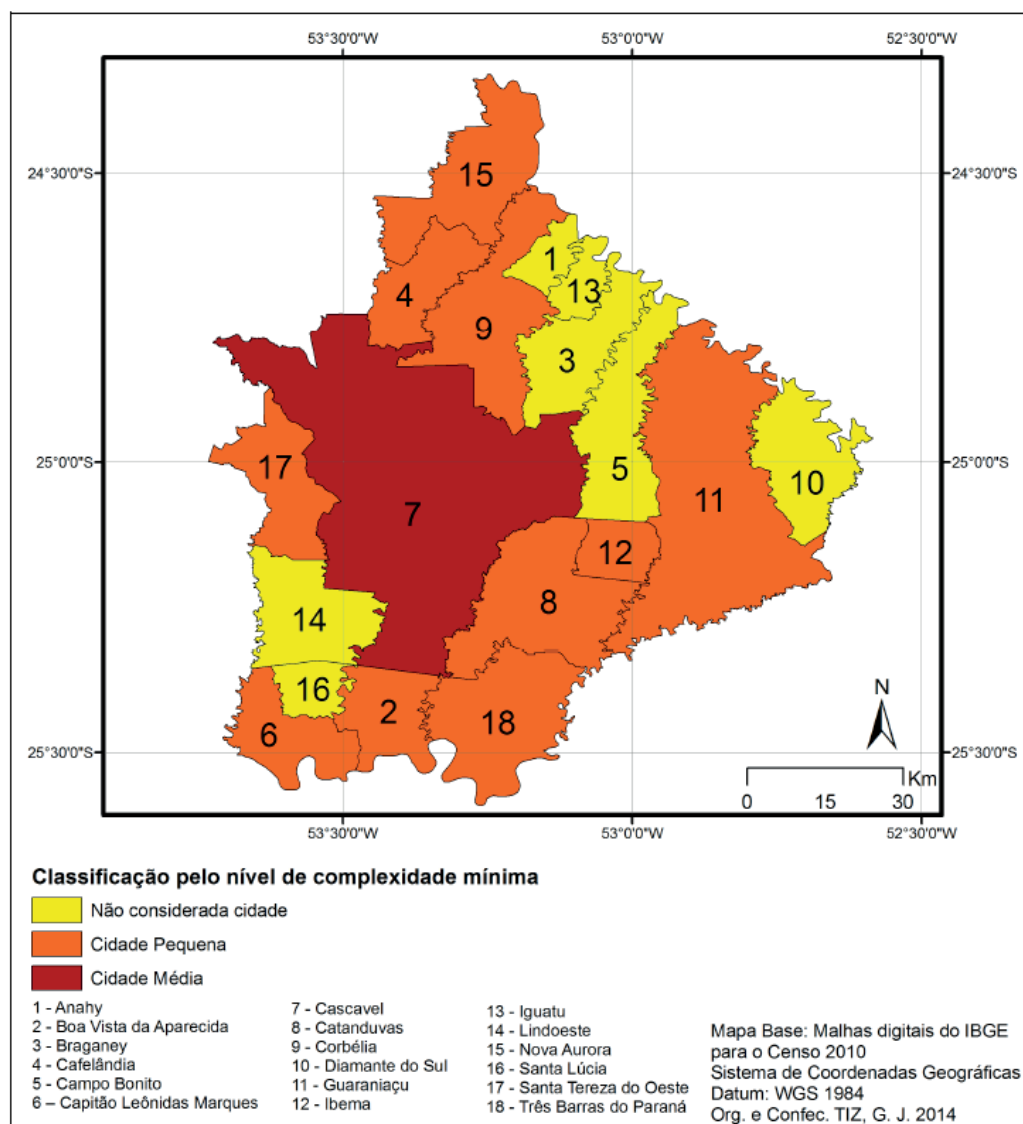 53°30'0"W 53°0'0"W 52°30'0"W
24°30'0"S 24°30'0"S
25°0'0"S 25°0'0"S
25°30'0"S 25°30'0"S
15
1
13
4
9
3
17
5
10
11
7
12
8
14
16
2
6
18
N
Km
0 15 30
53°30'0"W 53°0'0"W 52°30'0"W
Classificação pelo nível de complexidade mínima
Não considerada cidade
Cidade Pequena
Cidade Média
1 - Anahy
2 - Boa Vista da Aparecida
3 - Braganey
4 - Cafelândia
5 - Campo Bonito
6 – Capitão Leônidas Marques
7 - Cascavel
8 - Catanduvas
9 - Corbélia
10 - Diamante do Sul
11 - Guaraniaçu
12 - Ibema
13 - Iguatu
14 - Lindoeste
15 - Nova Aurora
16 - Santa Lúcia
17 - Santa Tereza do Oeste
18 - Três Barras do Paraná
Mapa Base: Malhas digitais do IBGE
para o Censo 2010
Sistema de Coordenadas Geográficas
Datum: WGS 1984
Org. e Confec. TIZ, G. J. 2014